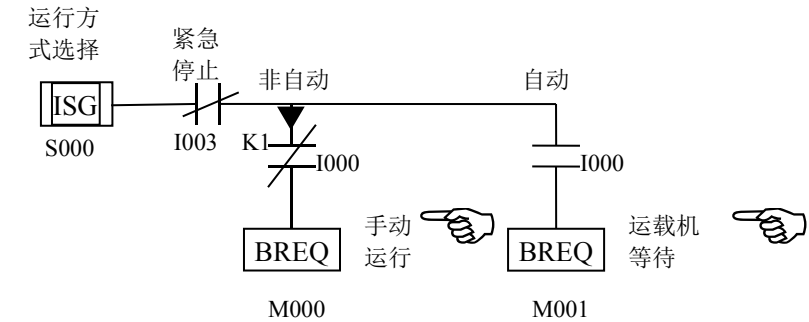 运行方
式选择
紧急
停止
非自动
自动
ISG
S000
I003
K1
I000
I000
BREQ
手动
运行
BREQ
运载机
等待
M000
M001